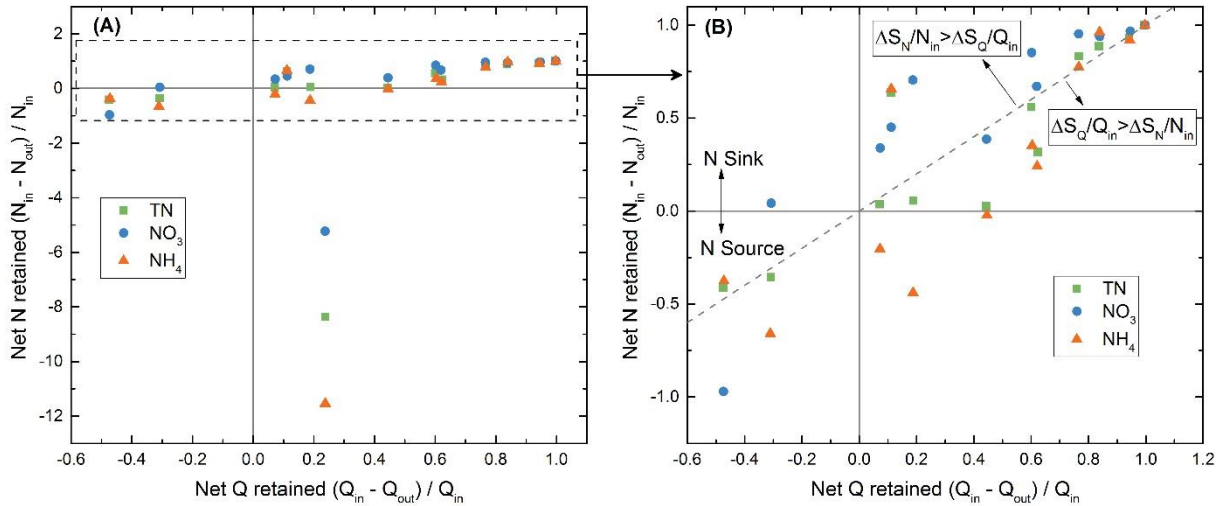 (A)
2
0
-2
-4
-6
-8
-10
-12
Net N retained (N_in - N_out) / N_in
TN
NO₃
NH₄
-0.6 -0.4 -0.2 0.0 0.2 0.4 0.6 0.8 1.0
Net Q retained (Q_in - Q_out) / Q_in
(B)
1.0
0.5
0.0
-0.5
-1.0
Net N retained (N_in - N_out) / N_in
ΔS_N/N_in>ΔS_Q/Q_in
ΔS_Q/Q_in>ΔS_N/N_in
N Sink
N Source
TN
NO₃
NH₄
-0.6 -0.4 -0.2 0.0 0.2 0.4 0.6 0.8 1.0 1.2
Net Q retained (Q_in - Q_out) / Q_in